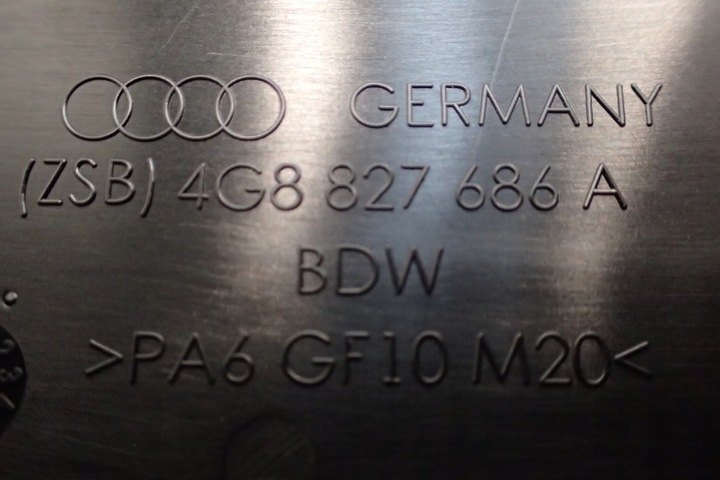 GERMANY
(ZSB) 4G8 827 686 A
BDW
>PA6 GF10 M20<